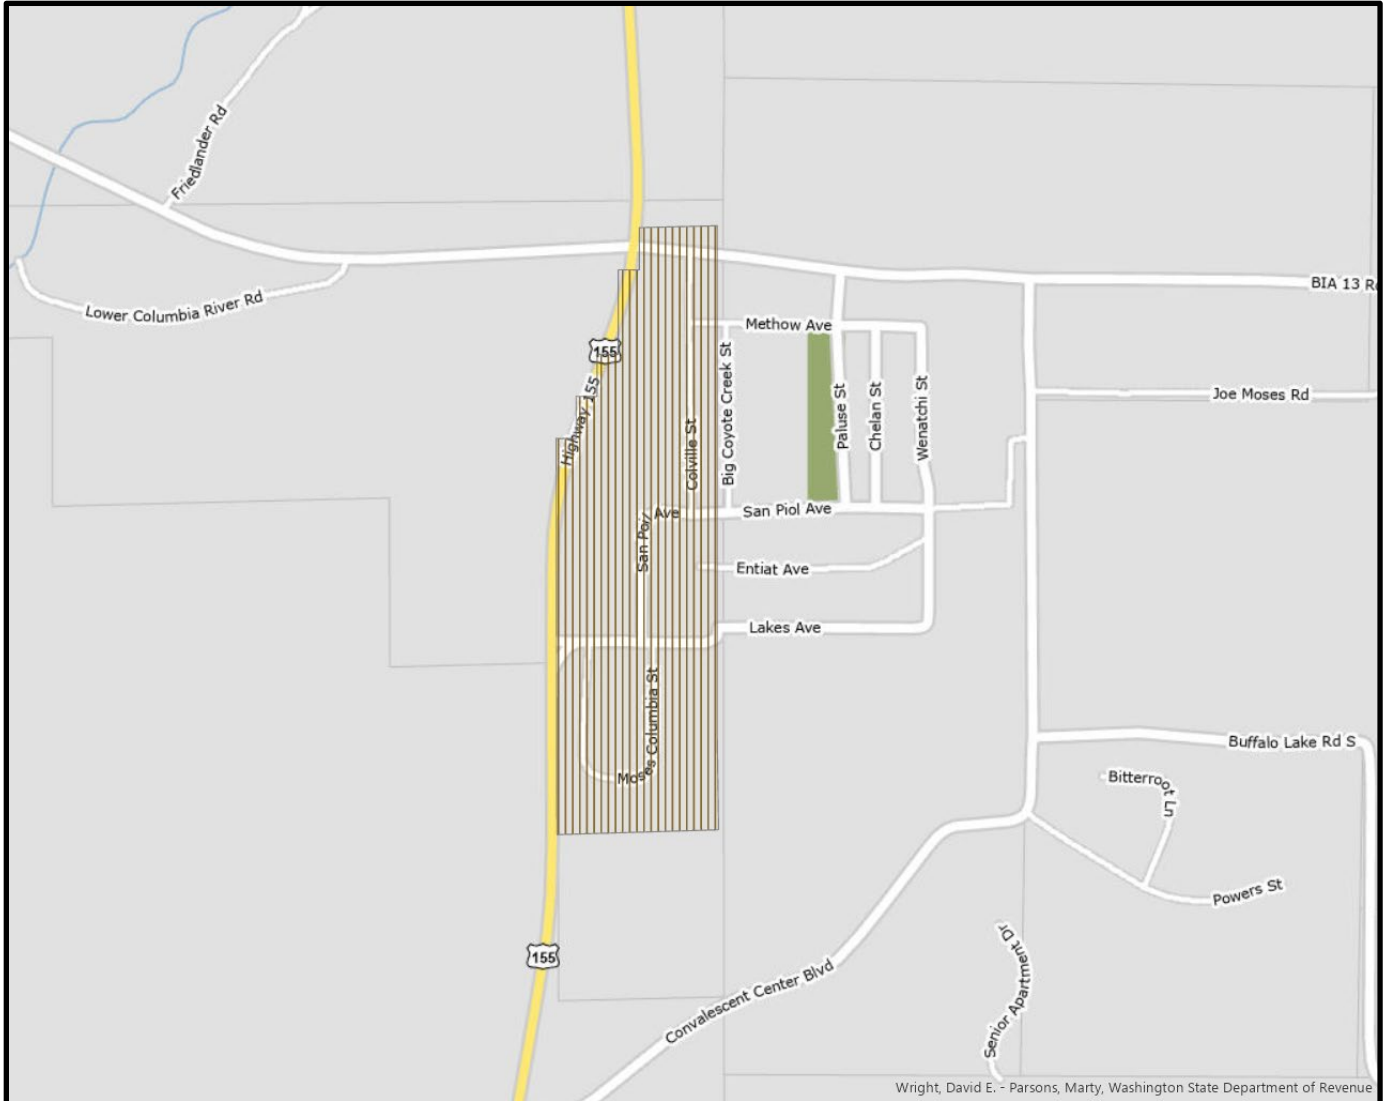 Friedlander Rd
BIA 13 R
Lower Columbia River Rd
Methow Ave
155
Highway 155
Big Coyote Creek St
Colville St
Paluse St
Chelan St
Wenatchi St
Joe Moses Rd
Ave
San Piol Ave
San Poi
Entiat Ave
Lakes Ave
Moses Columbia St
Buffalo Lake Rd S
Bitterroot Ln
Powers St
155
Senior Apartment Dr
Convalescent Center Blvd
Wright, David E. - Parsons, Marty, Washington State Department of Revenue